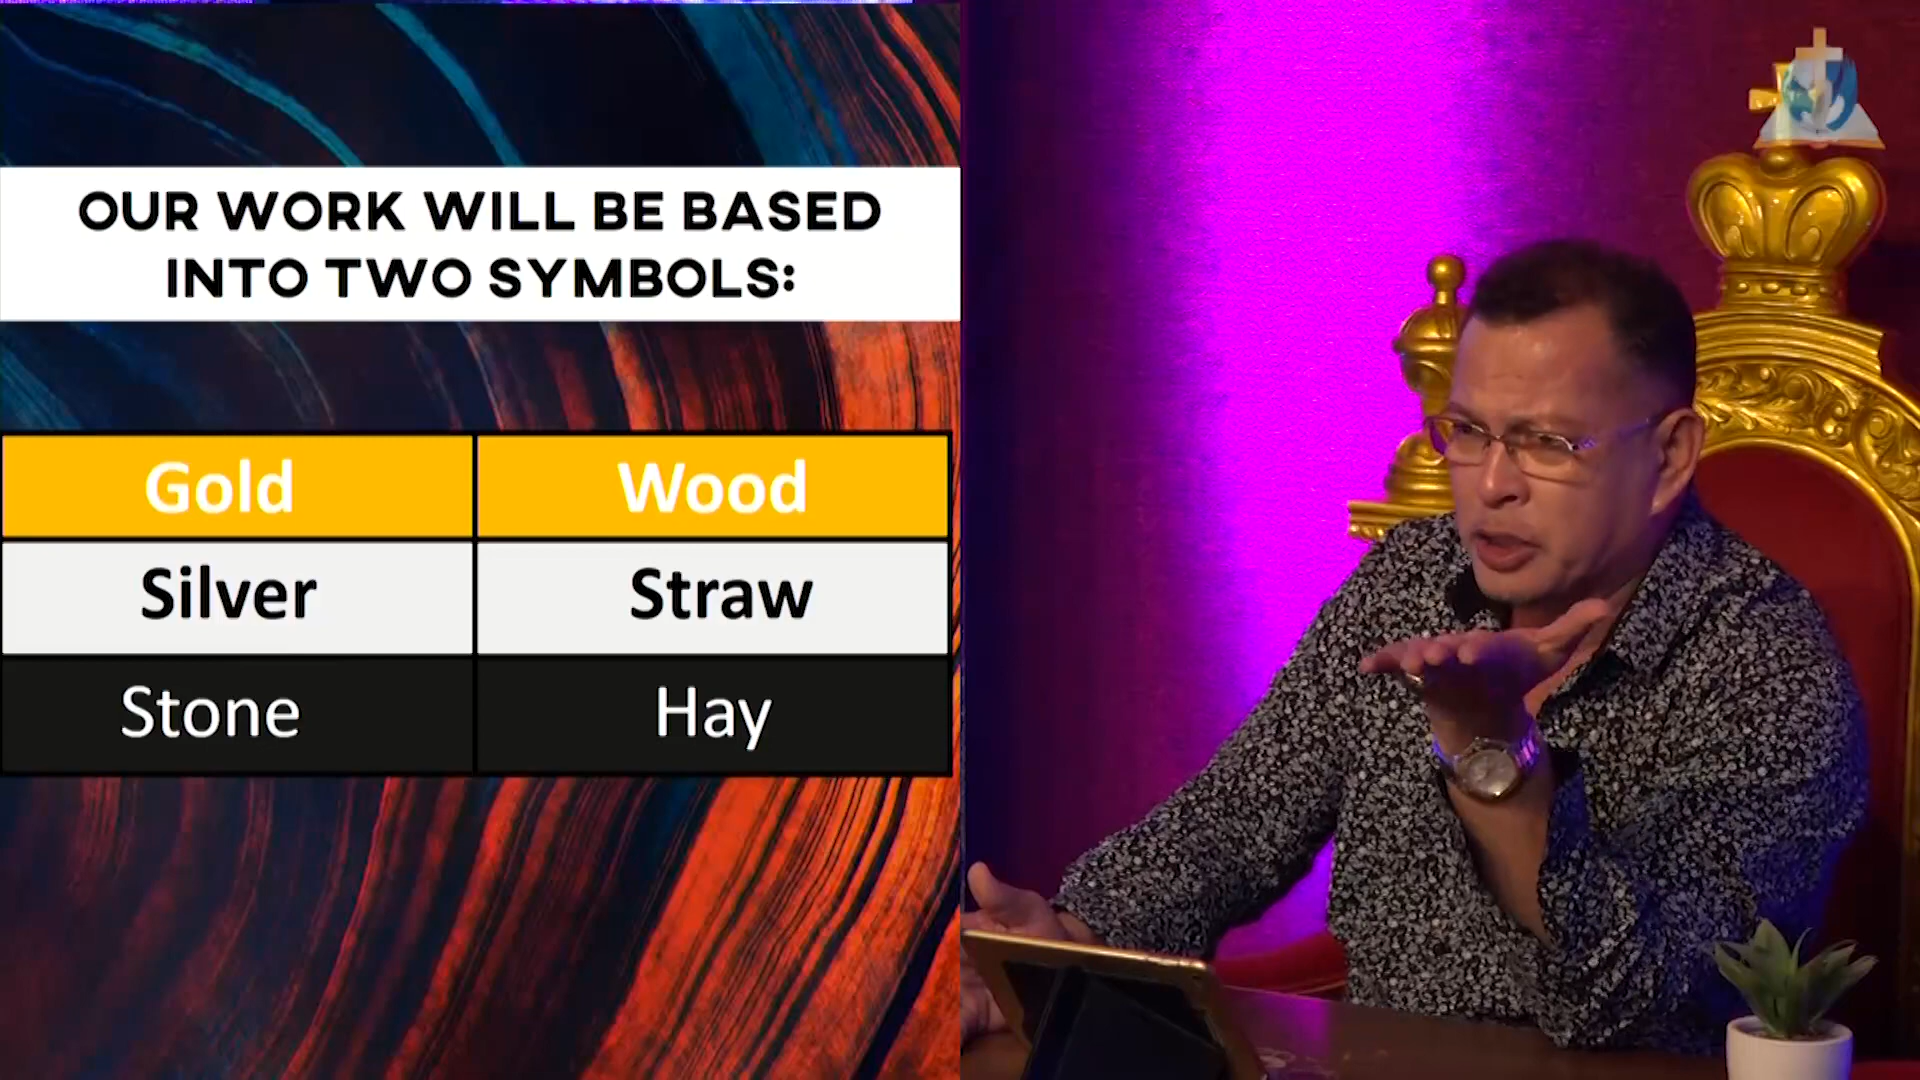 OUR WORK WILL BE BASED
INTO TWO SYMBOLS:
Gold Wood
Silver Straw
Stone Hay